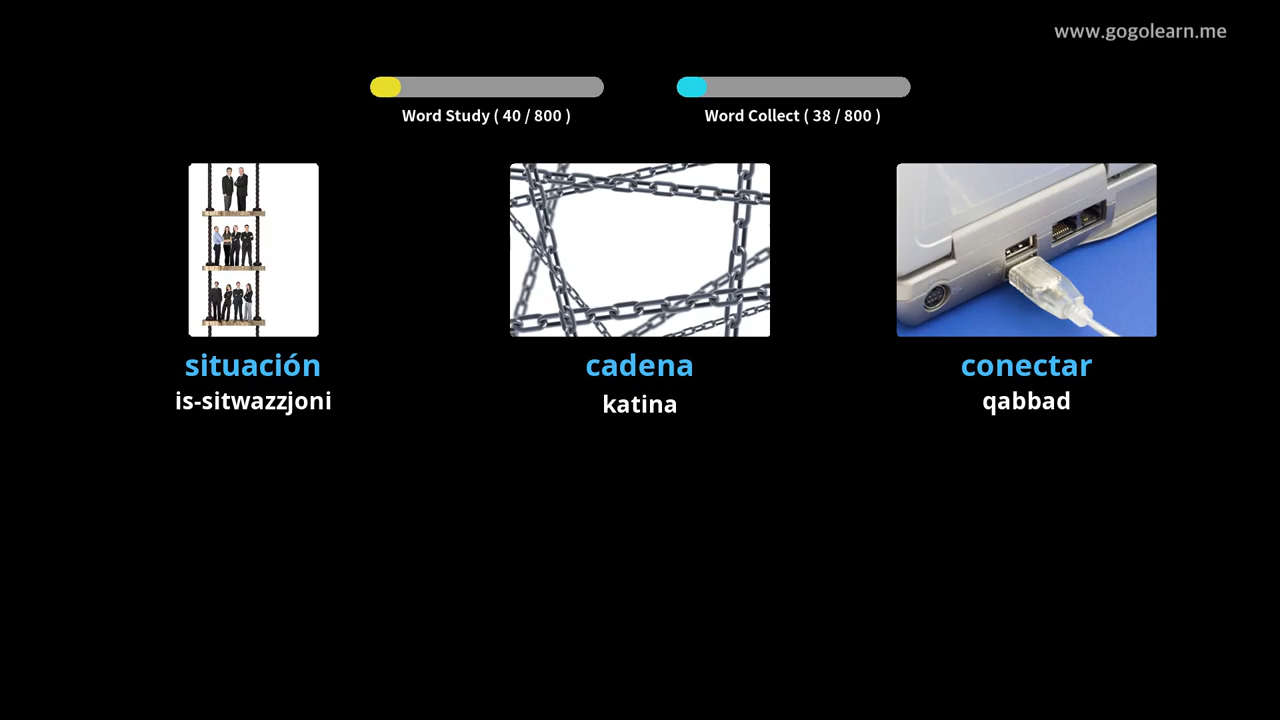 www.gogolearn.me
Word Study ( 40 / 800 )
Word Collect ( 38 / 800 )
situación
is-sitwazzjoni
cadena
katina
conectar
qabbad